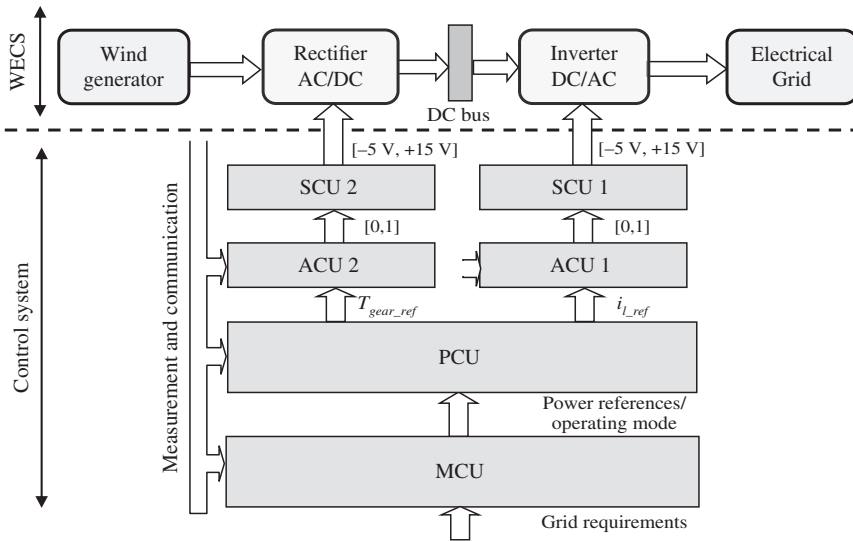 WECS
Wind
generator
Rectifier
AC/DC
DC bus
Inverter
DC/AC
Electrical
Grid
Control system
Measurement and communication
[–5 V, +15 V]
[–5 V, +15 V]
SCU 2
SCU 1
[0,1]
[0,1]
ACU 2
ACU 1
T_gear_ref
i_l_ref
PCU
Power references/
operating mode
MCU
Grid requirements